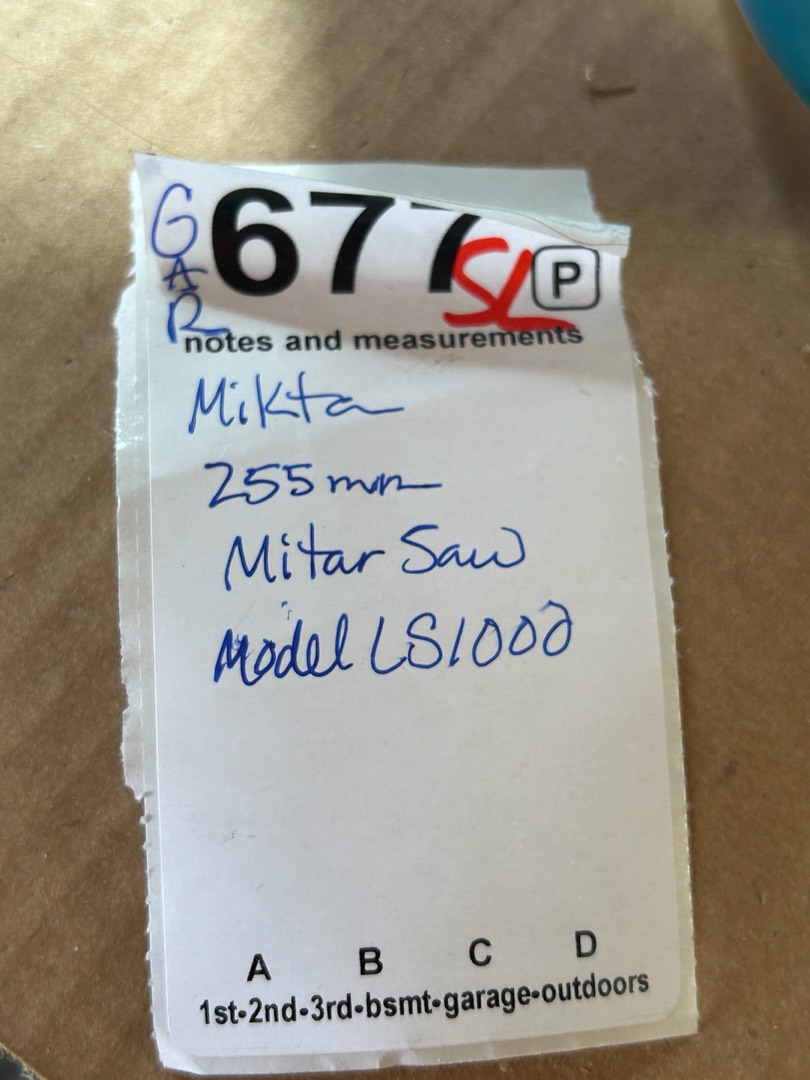 GAR
677 SL P
notes and measurements
Mikta
255mm
Mitar Saw
Model LS1000
A B C D
1st•2nd•3rd•bsmt•garage•outdoors